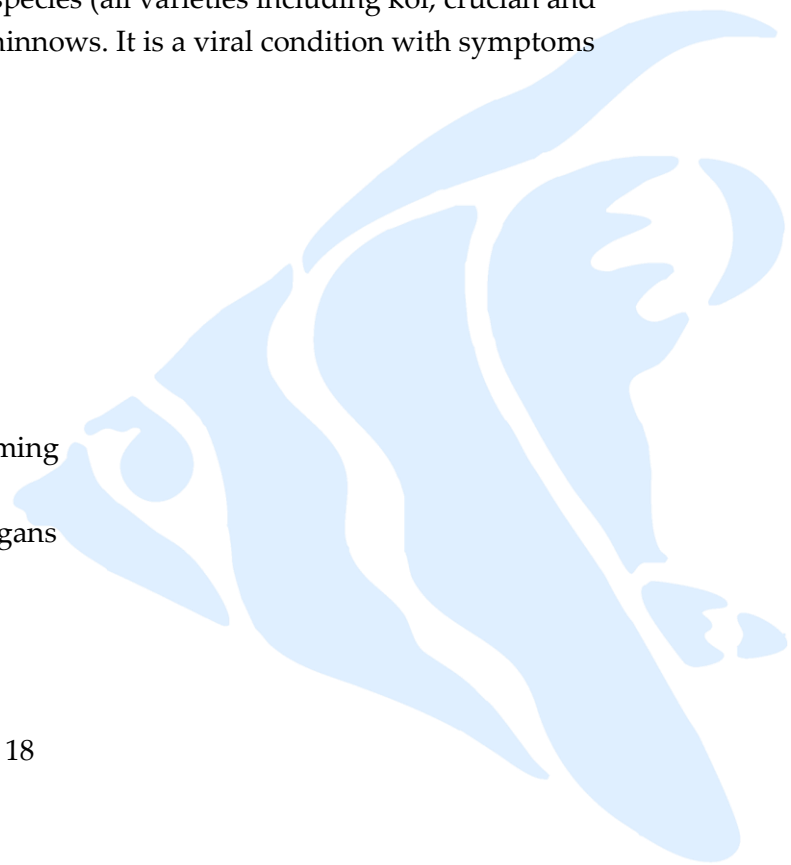 species (all varieties including koi, crucian and
minnows. It is a viral condition with symptoms
ming
gans
18